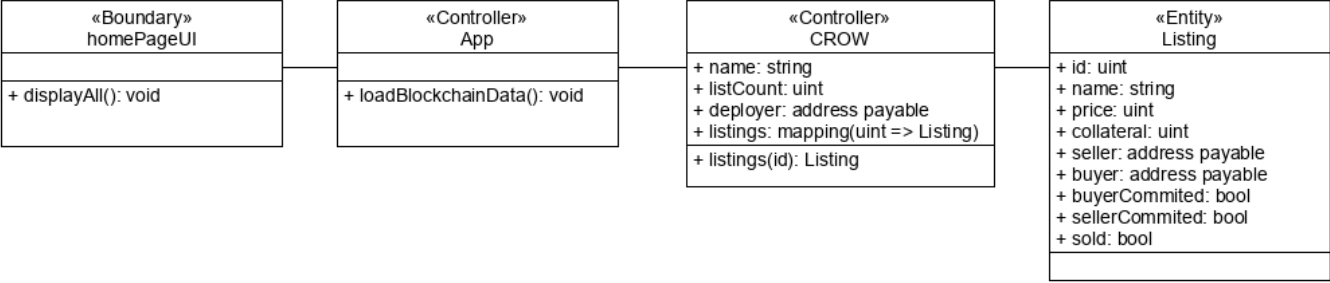 «Boundary»
homePageUI
+ displayAll(): void
«Controller»
App
+ loadBlockchainData(): void
«Controller»
CROW
+ name: string
+ listCount: uint
+ deployer: address payable
+ listings: mapping(uint => Listing)
+ listings(id): Listing
«Entity»
Listing
+ id: uint
+ name: string
+ price: uint
+ collateral: uint
+ seller: address payable
+ buyer: address payable
+ buyerCommited: bool
+ sellerCommited: bool
+ sold: bool